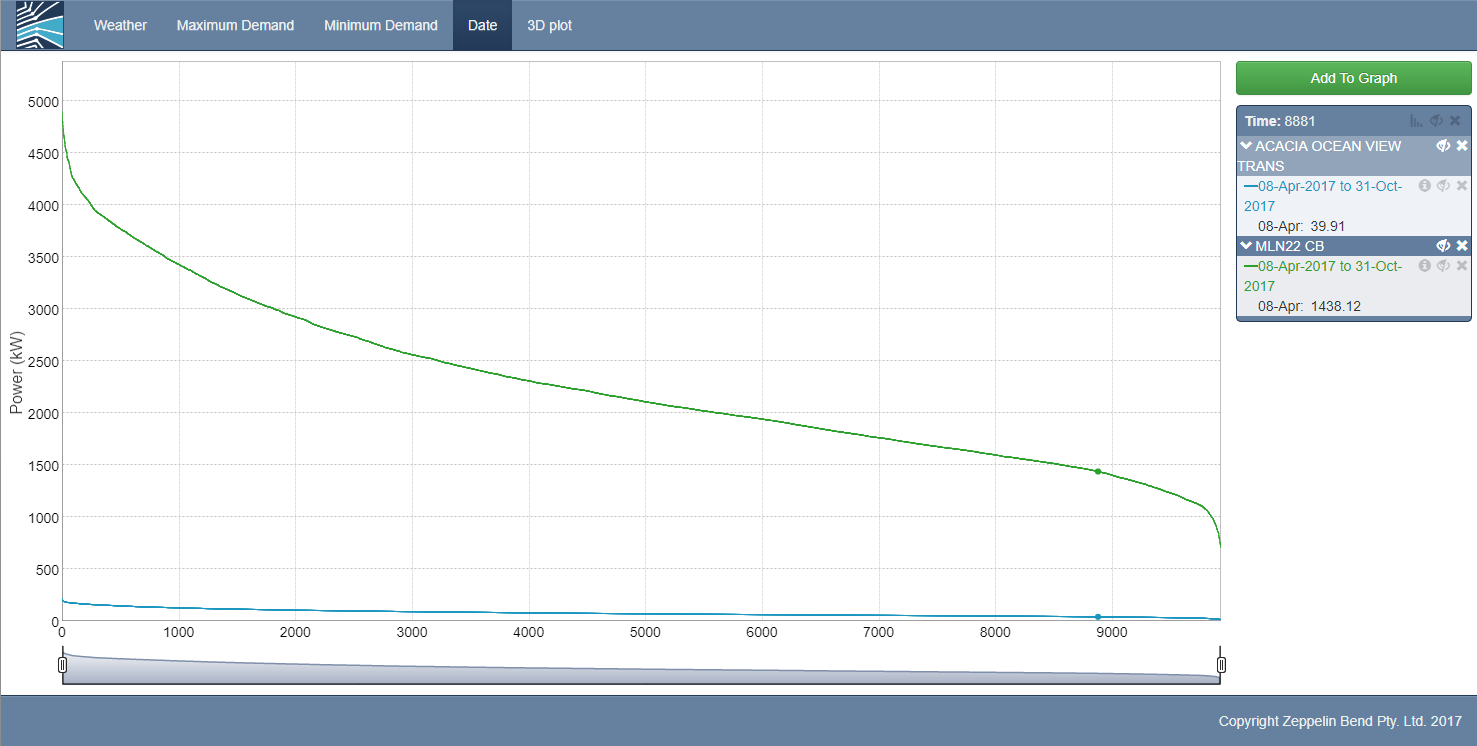 Weather Maximum Demand Minimum Demand Date 3D plot
Add To Graph
Time: 8881
ACACIA OCEAN VIEW
TRANS
08-Apr-2017 to 31-Oct-
2017
08-Apr: 39.91
MLN22 CB
08-Apr-2017 to 31-Oct-
2017
08-Apr: 1438.12
Power (kW)
5000
4500
4000
3500
3000
2500
2000
1500
1000
500
0
0 1000 2000 3000 4000 5000 6000 7000 8000 9000
Copyright Zeppelin Bend Pty. Ltd. 2017